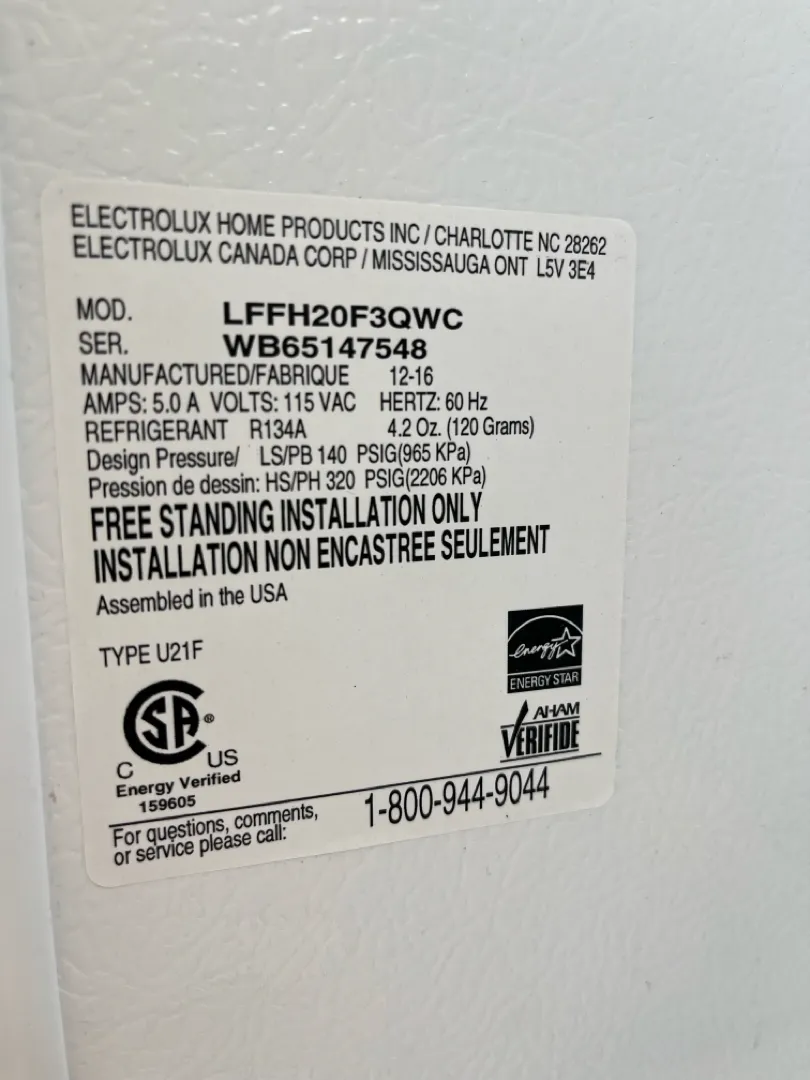 ELECTROLUX HOME PRODUCTS INC / CHARLOTTE NC 28262
ELECTROLUX CANADA CORP / MISSISSAUGA ONT L5V 3E4
MOD. LFFH20F3QWC
SER. WB65147548
MANUFACTURED/FABRIQUE 12-16
AMPS: 5.0 A VOLTS: 115 VAC HERTZ: 60 Hz
REFRIGERANT R134A 4.2 Oz. (120 Grams)
Design Pressure/ LS/PB 140 PSIG(965 KPa)
Pression de dessin: HS/PH 320 PSIG(2206 KPa)
FREE STANDING INSTALLATION ONLY
INSTALLATION NON ENCASTREE SEULEMENT
Assembled in the USA
TYPE U21F
energy
ENERGY STAR
SA®
C US
AHAM
VERIFIDE
Energy Verified
159605
For questions, comments,
or service please call:
1-800-944-9044